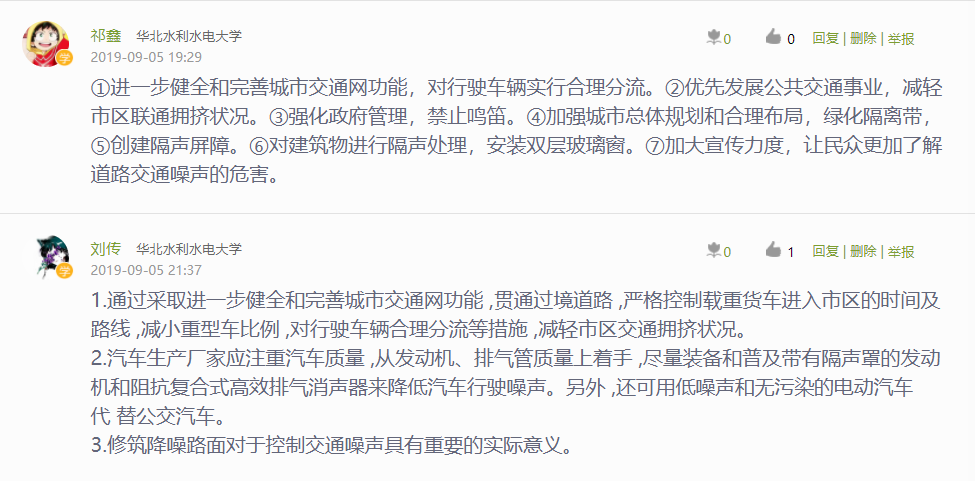 祁鑫 华北水利水电大学 0 0 回复 | 删除 | 举报
学
2019-09-05 19:29
①进一步健全和完善城市交通网功能，对行驶车辆实行合理分流。②优先发展公共交通事业，减轻
市区联通拥挤状况。③强化政府管理，禁止鸣笛。④加强城市总体规划和合理布局，绿化隔离带，
⑤创建隔声屏障。⑥对建筑物进行隔声处理，安装双层玻璃窗。⑦加大宣传力度，让民众更加了解
道路交通噪声的危害。
刘传 华北水利水电大学 0 1 回复 | 删除 | 举报
学
2019-09-05 21:37
1.通过采取进一步健全和完善城市交通网功能 ,贯通过境道路 ,严格控制载重货车进入市区的时间及
路线 ,减小重型车比例 ,对行驶车辆合理分流等措施 ,减轻市区交通拥挤状况。
2.汽车生产厂家应注重汽车质量 ,从发动机、排气管质量上着手 ,尽量装备和普及带有隔声罩的发动
机和阻抗复合式高效排气消声器来降低汽车行驶噪声。另外 ,还可用低噪声和无污染的电动汽车
代 替公交汽车。
3.修筑降噪路面对于控制交通噪声具有重要的实际意义。